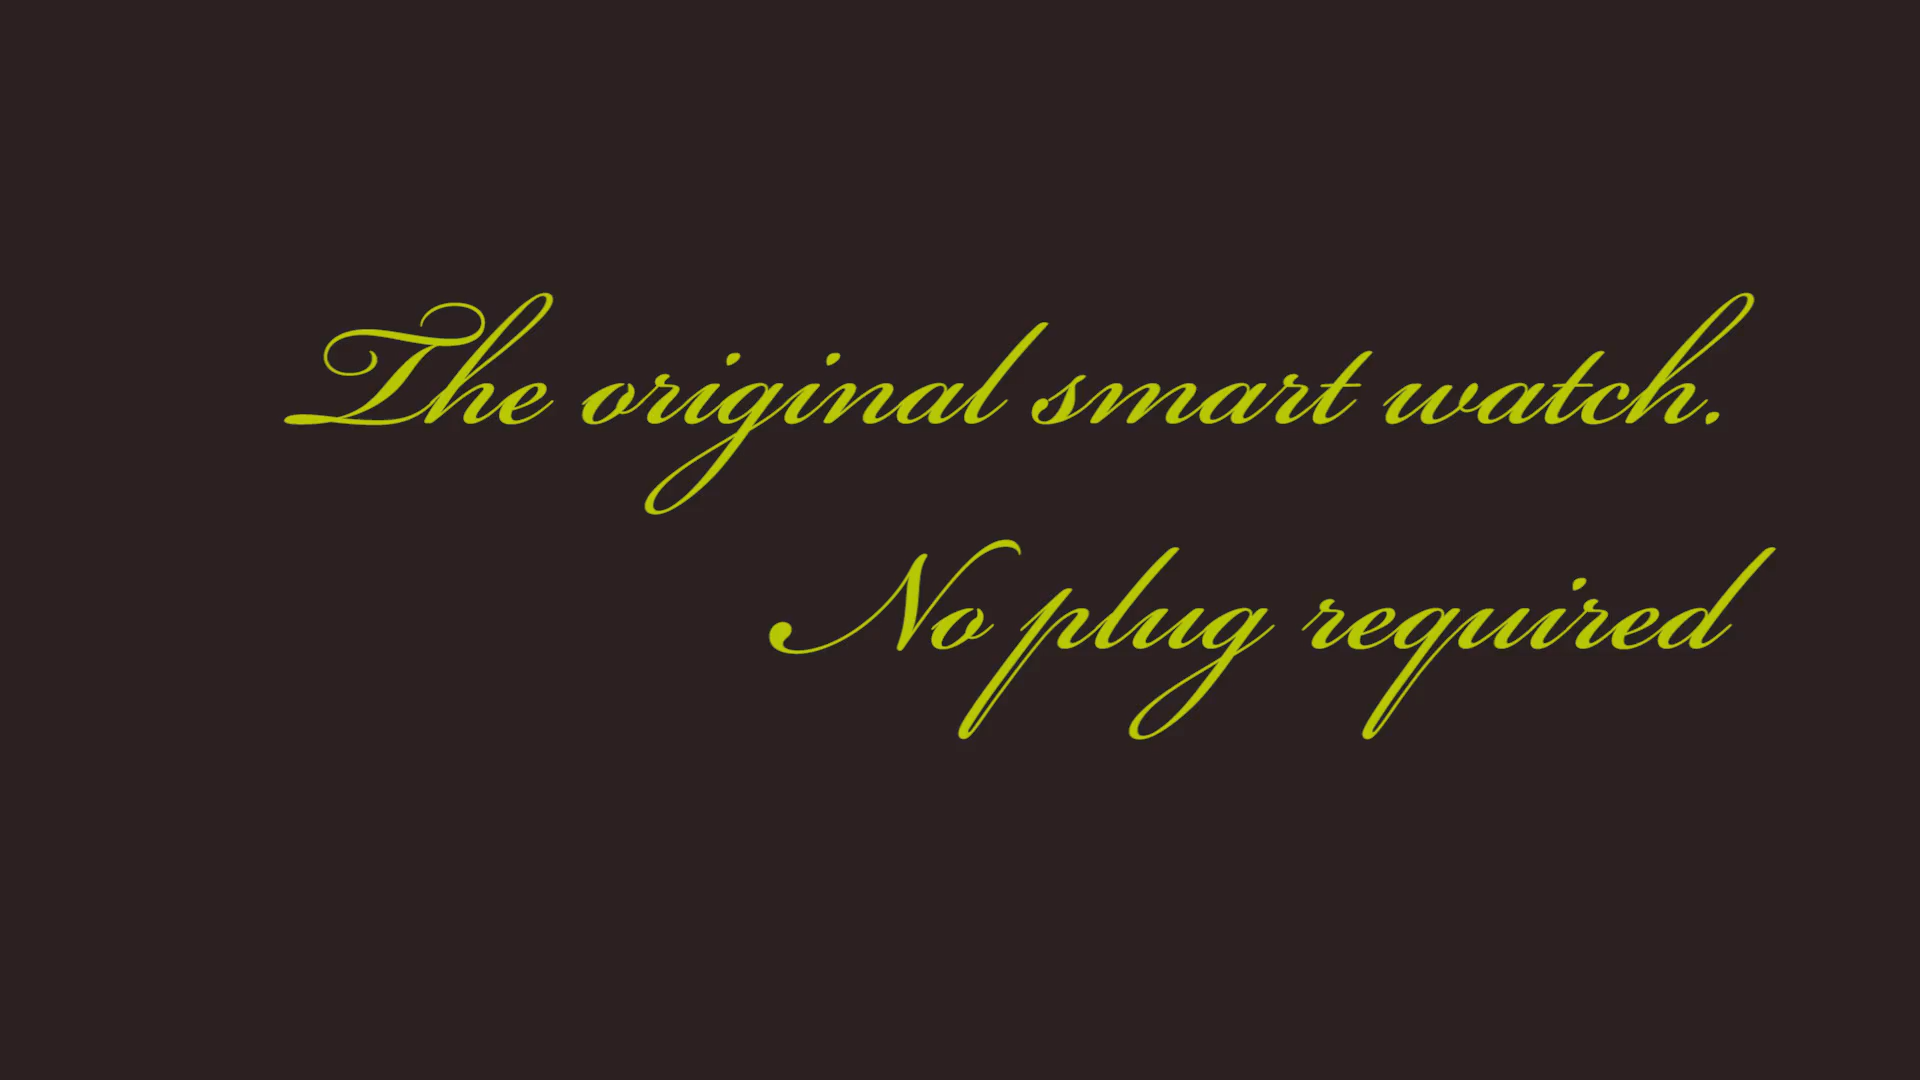 The original smart watch.
No plug required